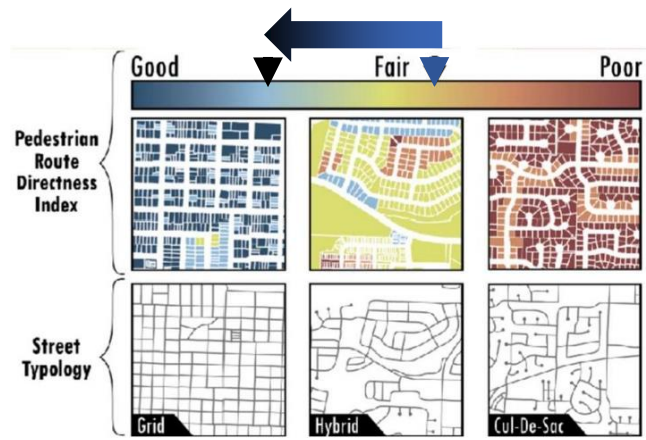 Good Fair Poor
Pedestrian
Route
Directness
Index
Street
Typology
Grid Hybrid Cul-De-Sac